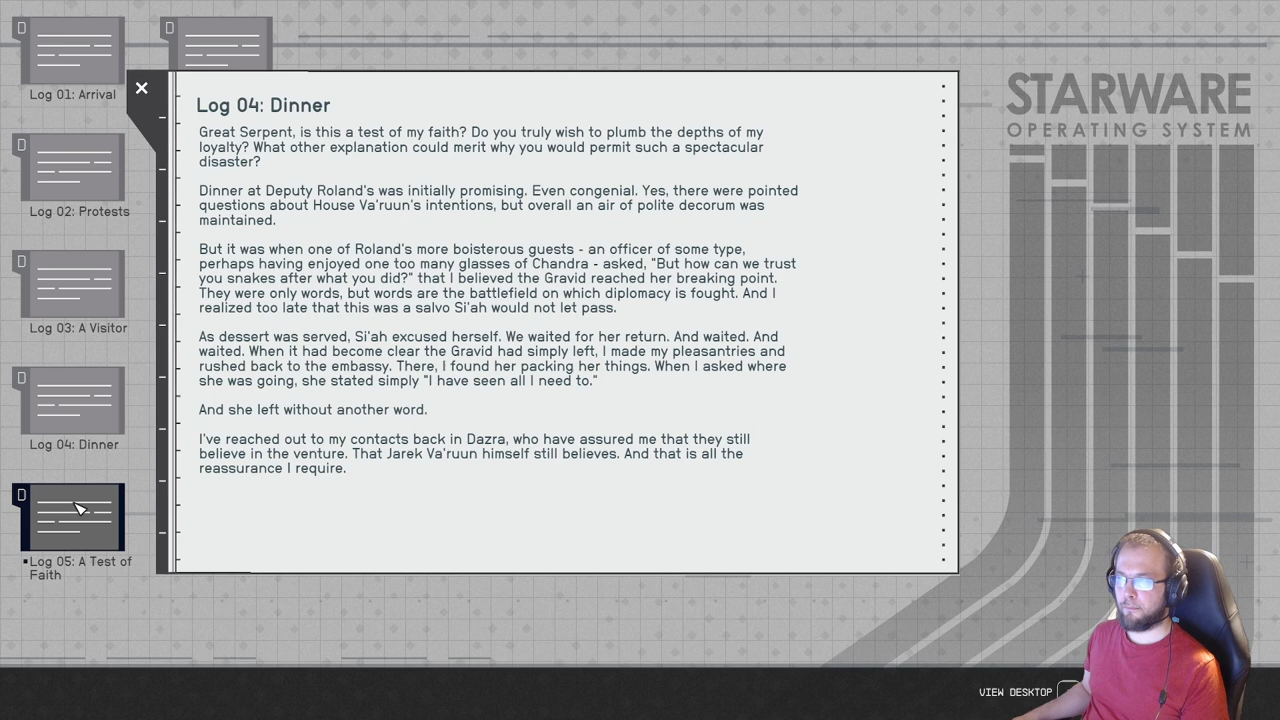 D
Log 01: Arrival
D
D
Log 02: Protests
D
Log 03: A Visitor
D
Log 04: Dinner
D
Log 05: A Test of
Faith
Log 04: Dinner
Great Serpent, is this a test of my faith? Do you truly wish to plumb the depths of my
loyalty? What other explanation could merit why you would permit such a spectacular
disaster?
Dinner at Deputy Roland's was initially promising. Even congenial. Yes, there were pointed
questions about House Va'ruun's intentions, but overall an air of polite decorum was
maintained.
But it was when one of Roland's more boisterous guests - an officer of some type,
perhaps having enjoyed one too many glasses of Chandra - asked, "But how can we trust
you snakes after what you did?" that I believed the Gravid reached her breaking point.
They were only words, but words are the battlefield on which diplomacy is fought. And I
realized too late that this was a salvo Si'ah would not let pass.
As dessert was served, Si'ah excused herself. We waited for her return. And waited. And
waited. When it had become clear the Gravid had simply left, I made my pleasantries and
rushed back to the embassy. There, I found her packing her things. When I asked where
she was going, she stated simply "I have seen all I need to."
And she left without another word.
I've reached out to my contacts back in Dazra, who have assured me that they still
believe in the venture. That Jarek Va'ruun himself still believes. And that is all the
reassurance I require.
STARWARE
OPERATING SYSTEM
VIEW DESKTOP